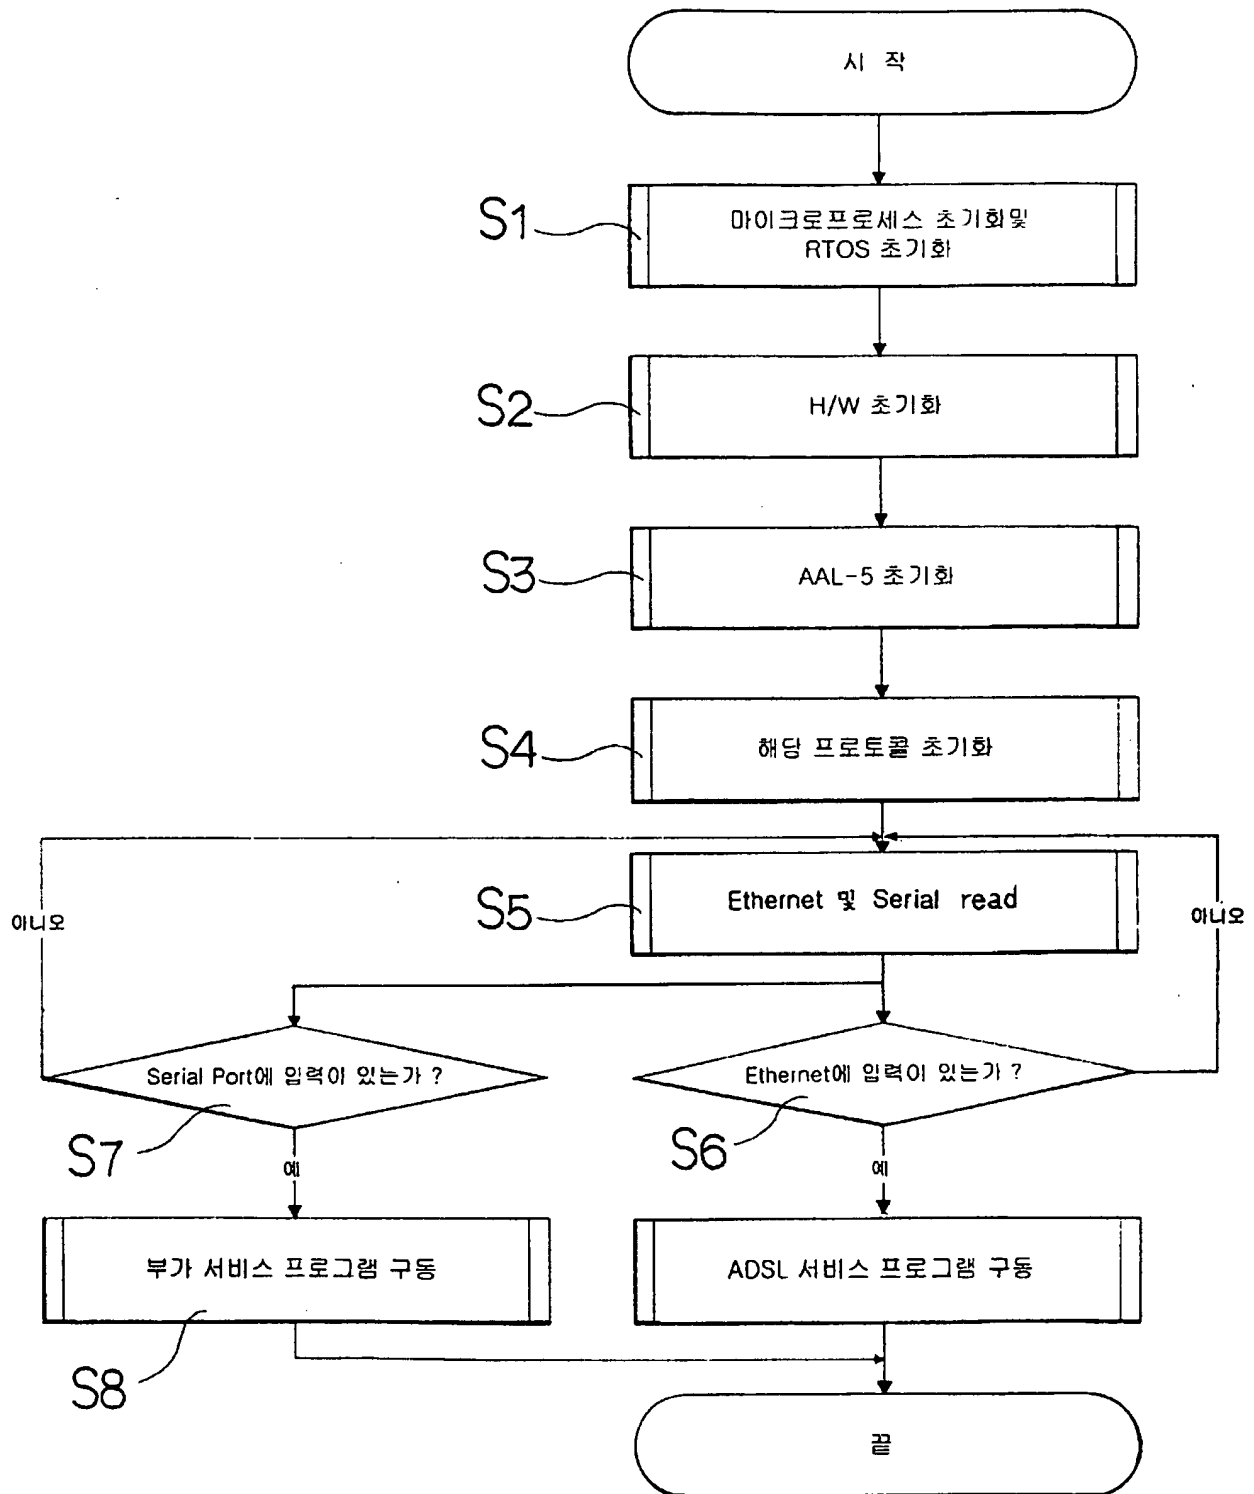 시 작
S1
마이크로프로세스 초기화및
RTOS 초기화
S2
H/W 초기화
S3
AAL-5 초기화
S4
해당 프로토콜 초기화
S5
Ethernet 및 Serial read
아니오
아니오
Serial Port에 입력이 있는가 ?
Ethernet에 입력이 있는가 ?
S7
S6
예
예
부가 서비스 프로그램 구동
ADSL 서비스 프로그램 구동
S8
끝